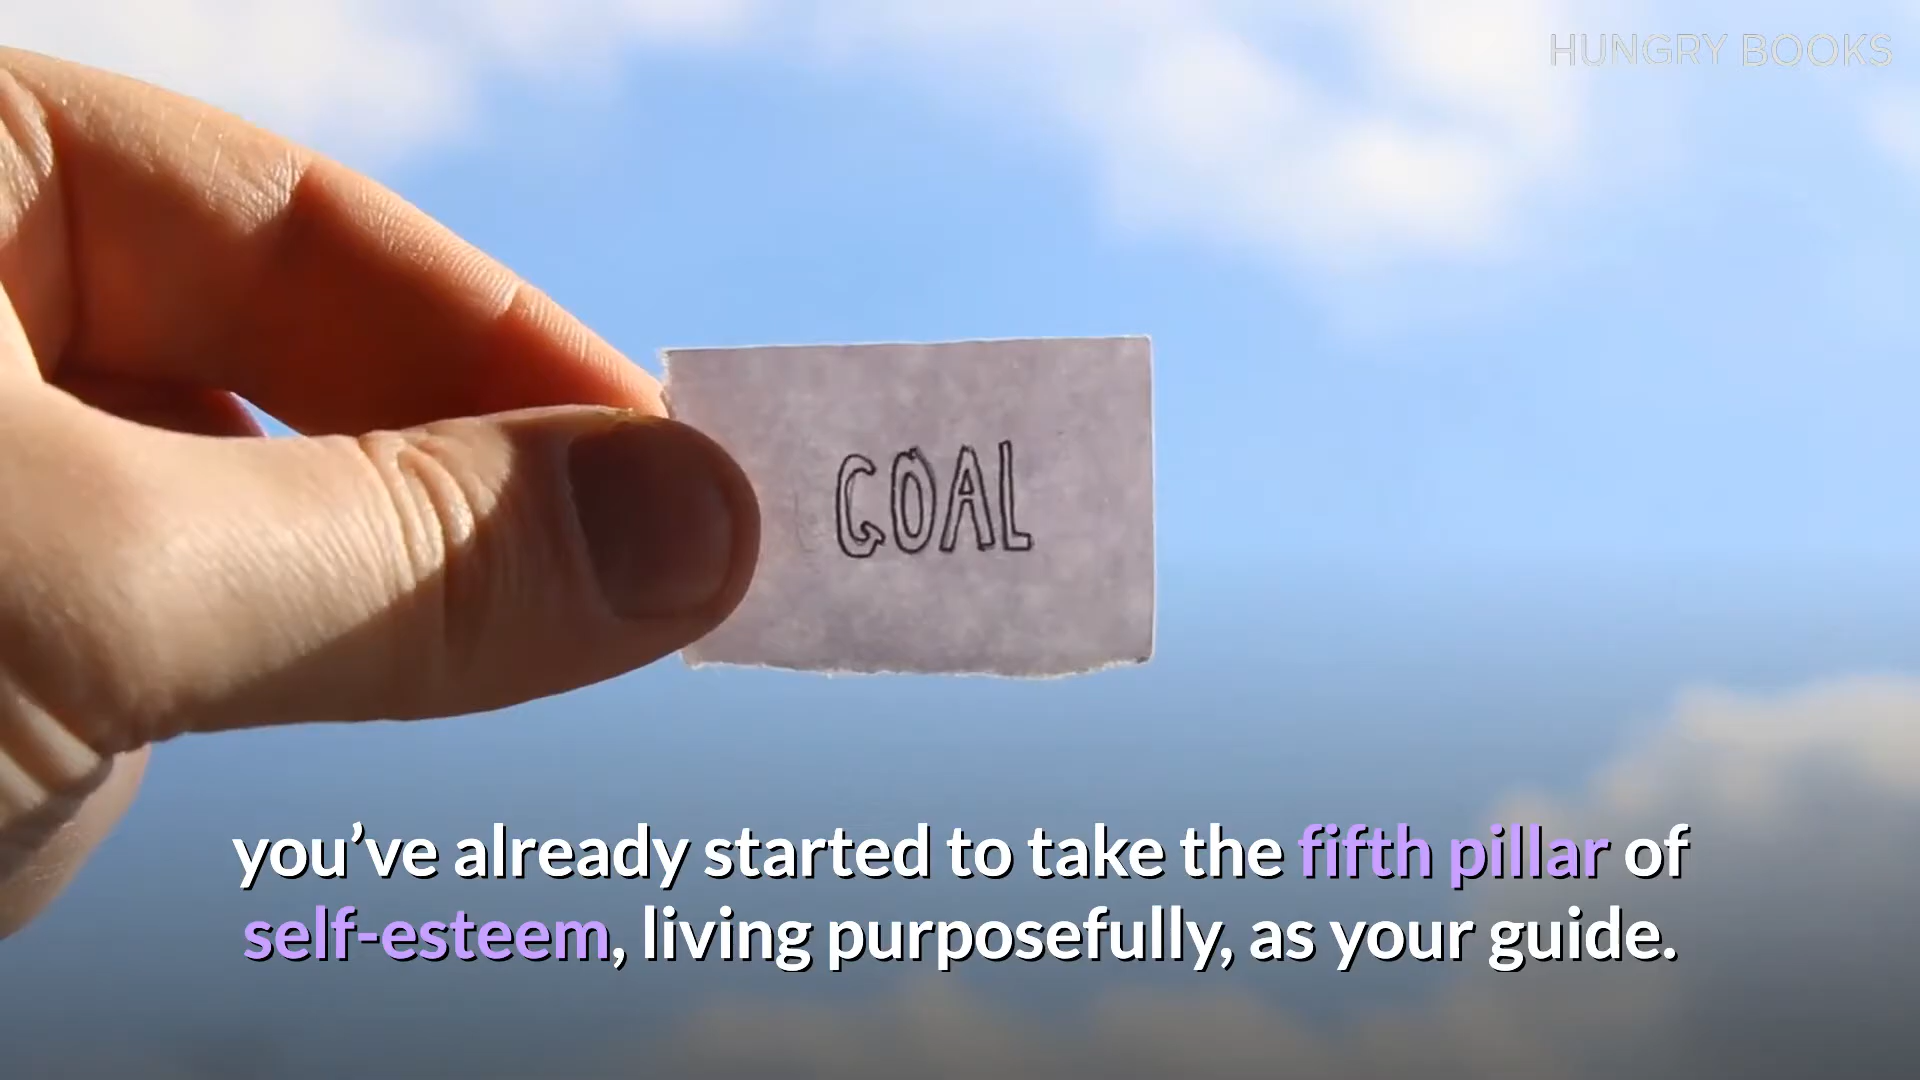 HUNGRY BOOKS
GOAL
you’ve already started to take the fifth pillar of
self-esteem, living purposefully, as your guide.